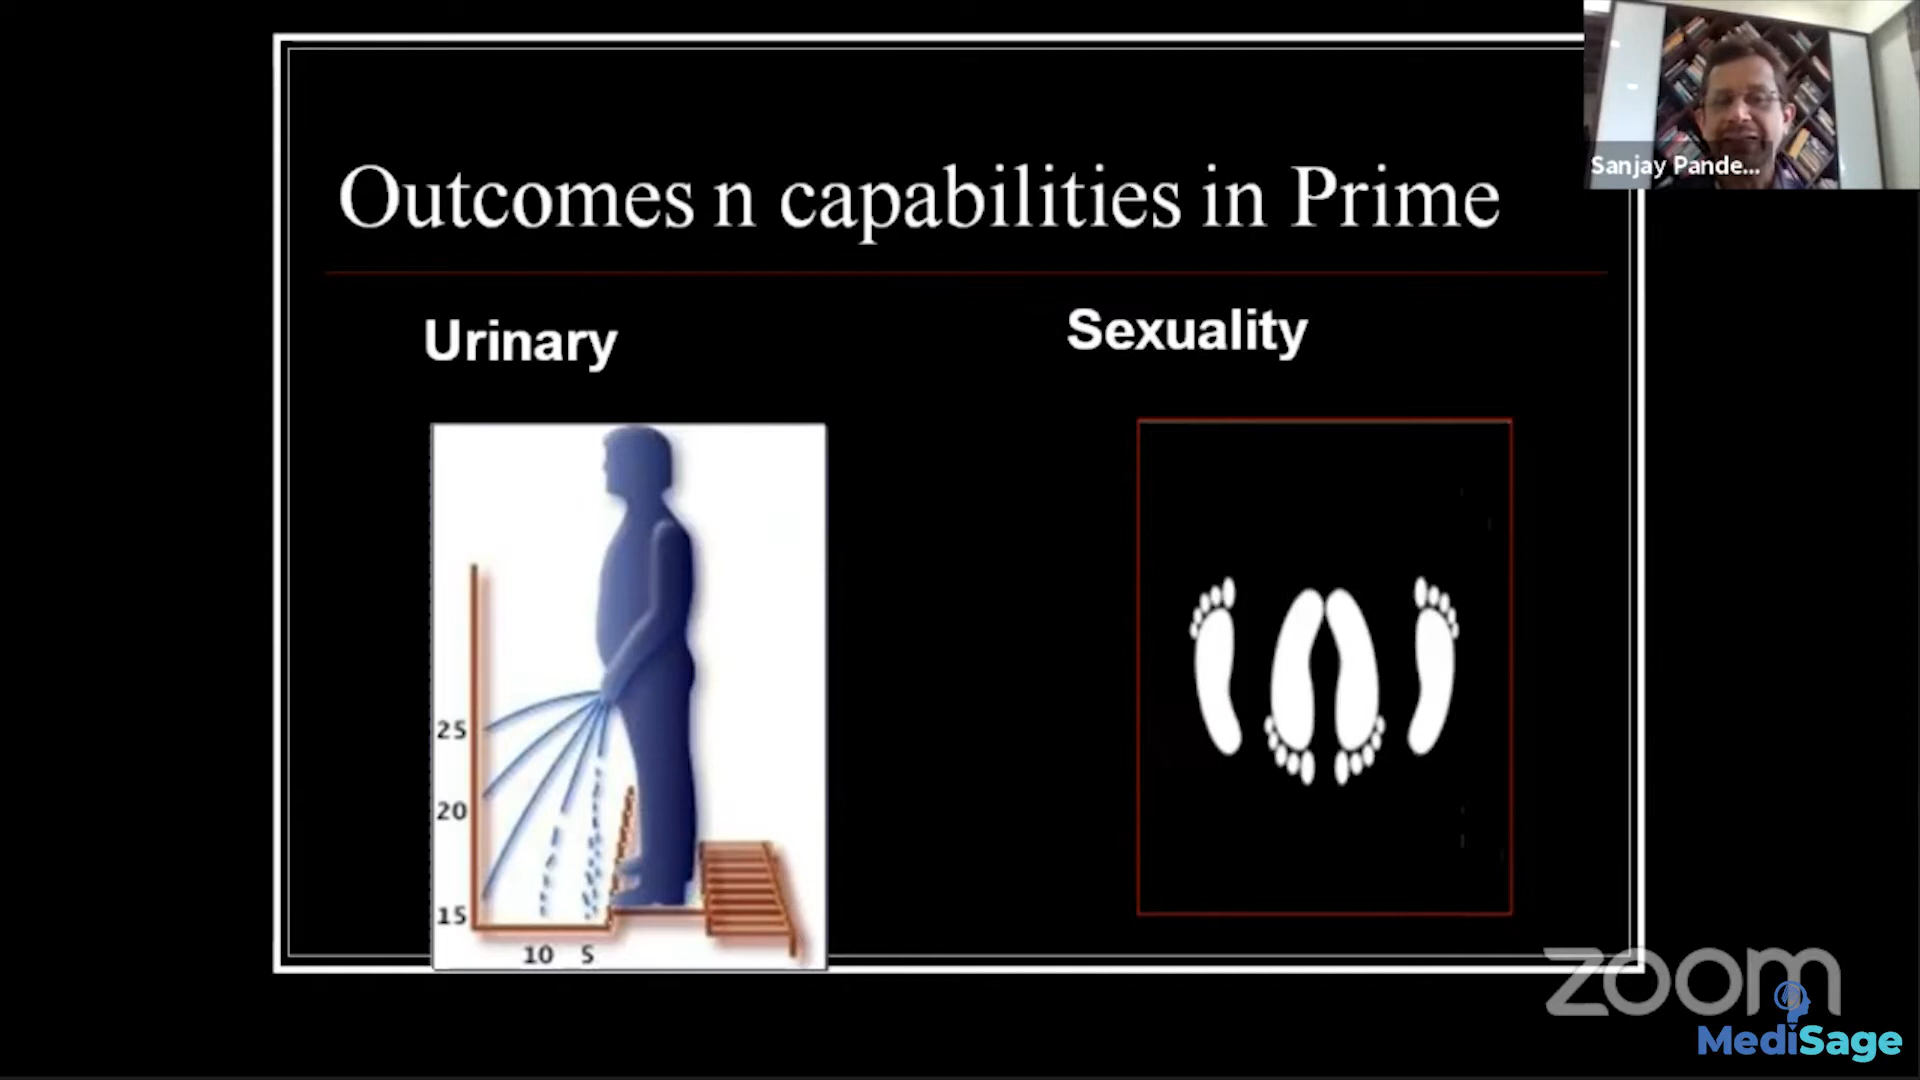 Sanjay Pande...
Outcomes n capabilities in Prime
Urinary
Sexuality
25
20
15
10 5
zoom
MediSage